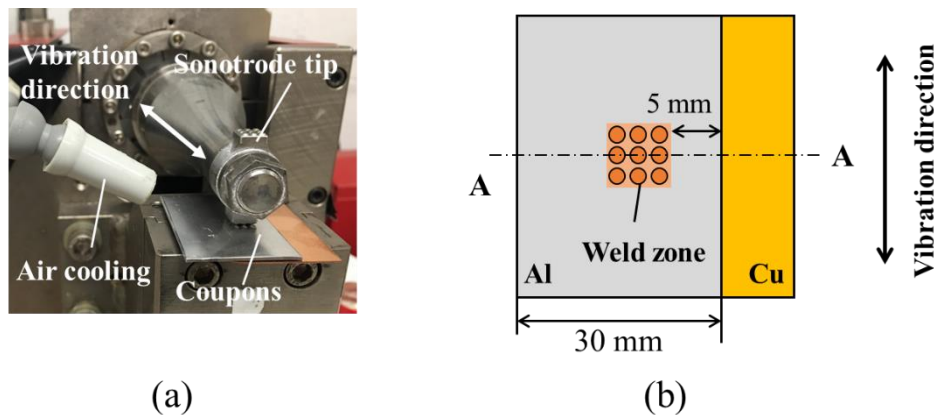 Vibration
direction
Sonotrode tip
Air cooling
Coupons
(a)
5 mm
A
A
Weld zone
Al
Cu
30 mm
Vibration direction
(b)